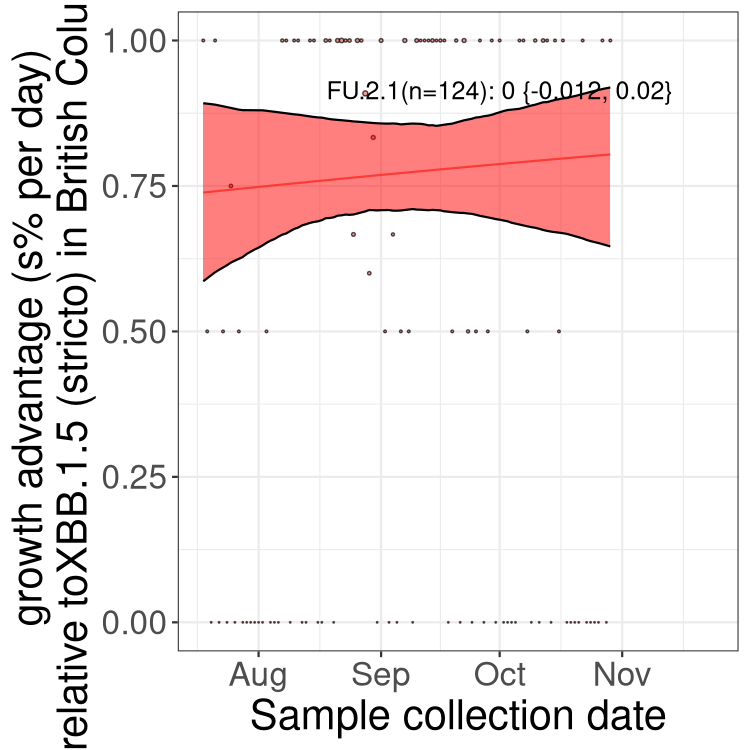 growth advantage (s% per day)
relative toXBB.1.5 (stricto) in British Colu
1.00
0.75
0.50
0.25
0.00
FU.2.1(n=124): 0 {-0.012, 0.02}
Aug Sep Oct Nov
Sample collection date